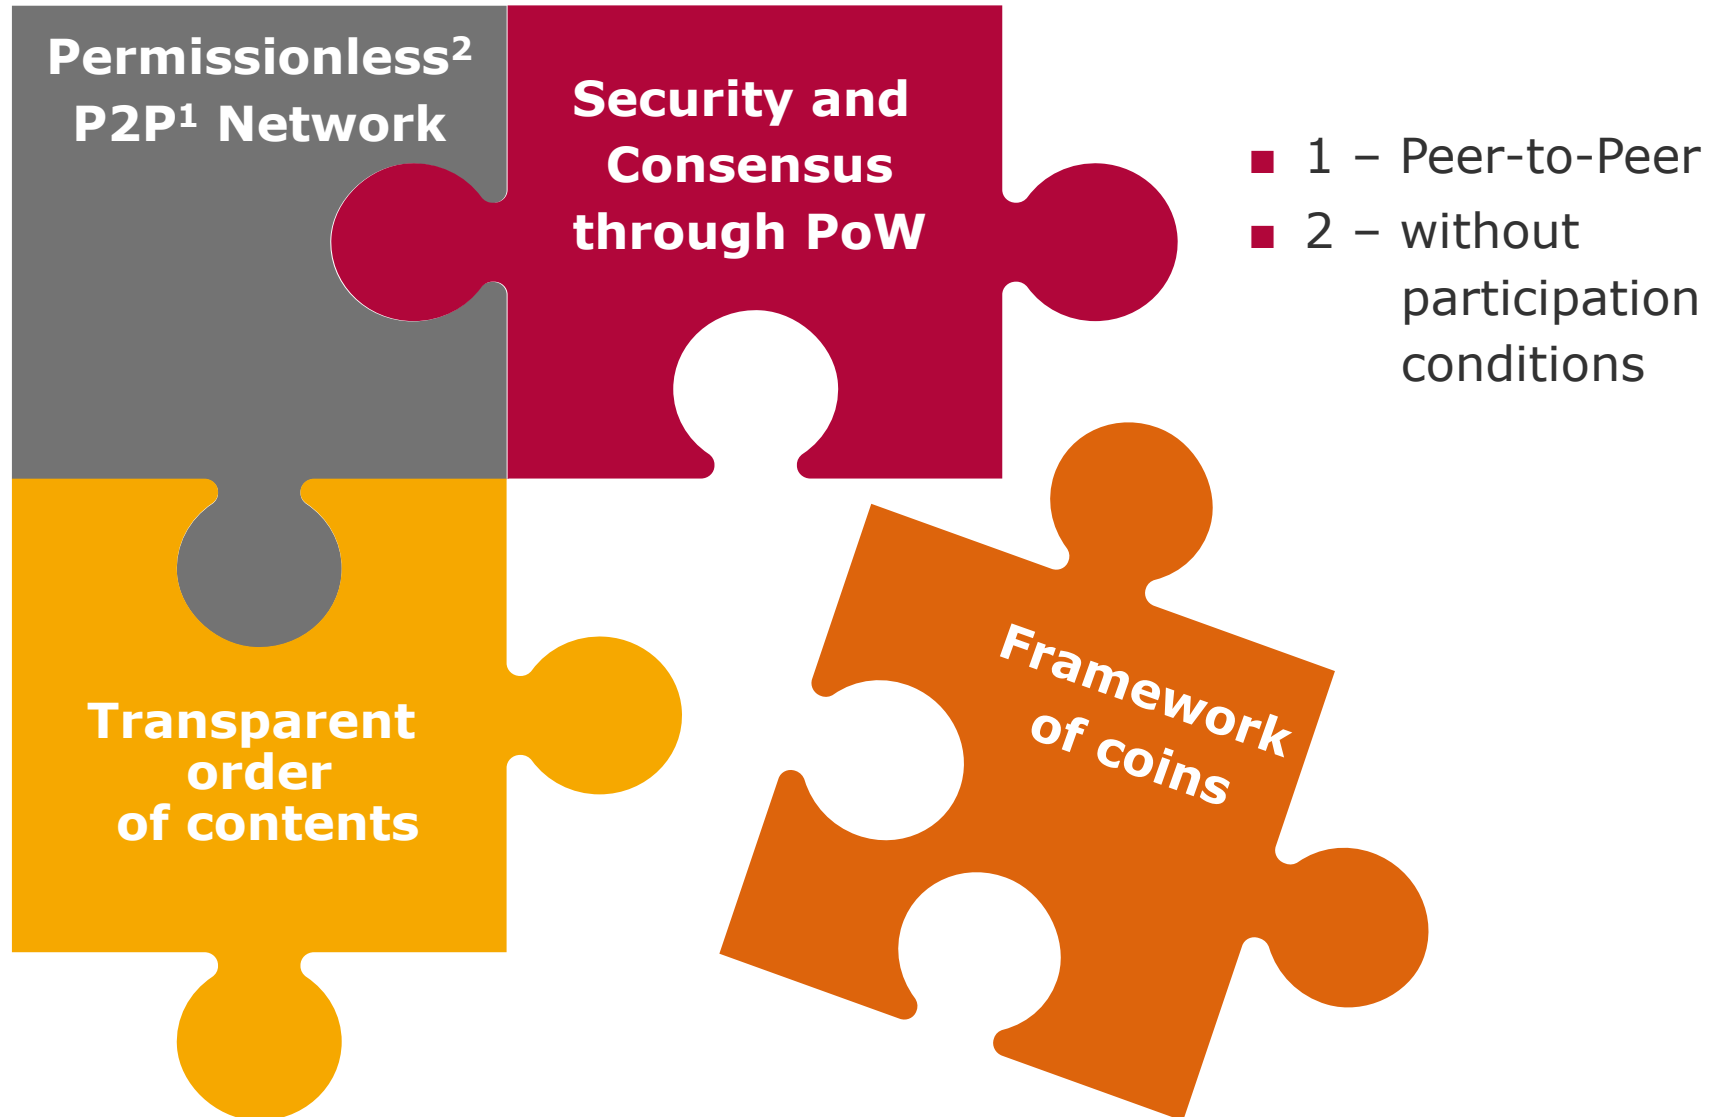 Permissionless²
P2P¹ Network
Security and
Consensus
through PoW
■ 1 – Peer-to-Peer
■ 2 – without
participation
conditions
Framework
of coins
Transparent
order
of contents